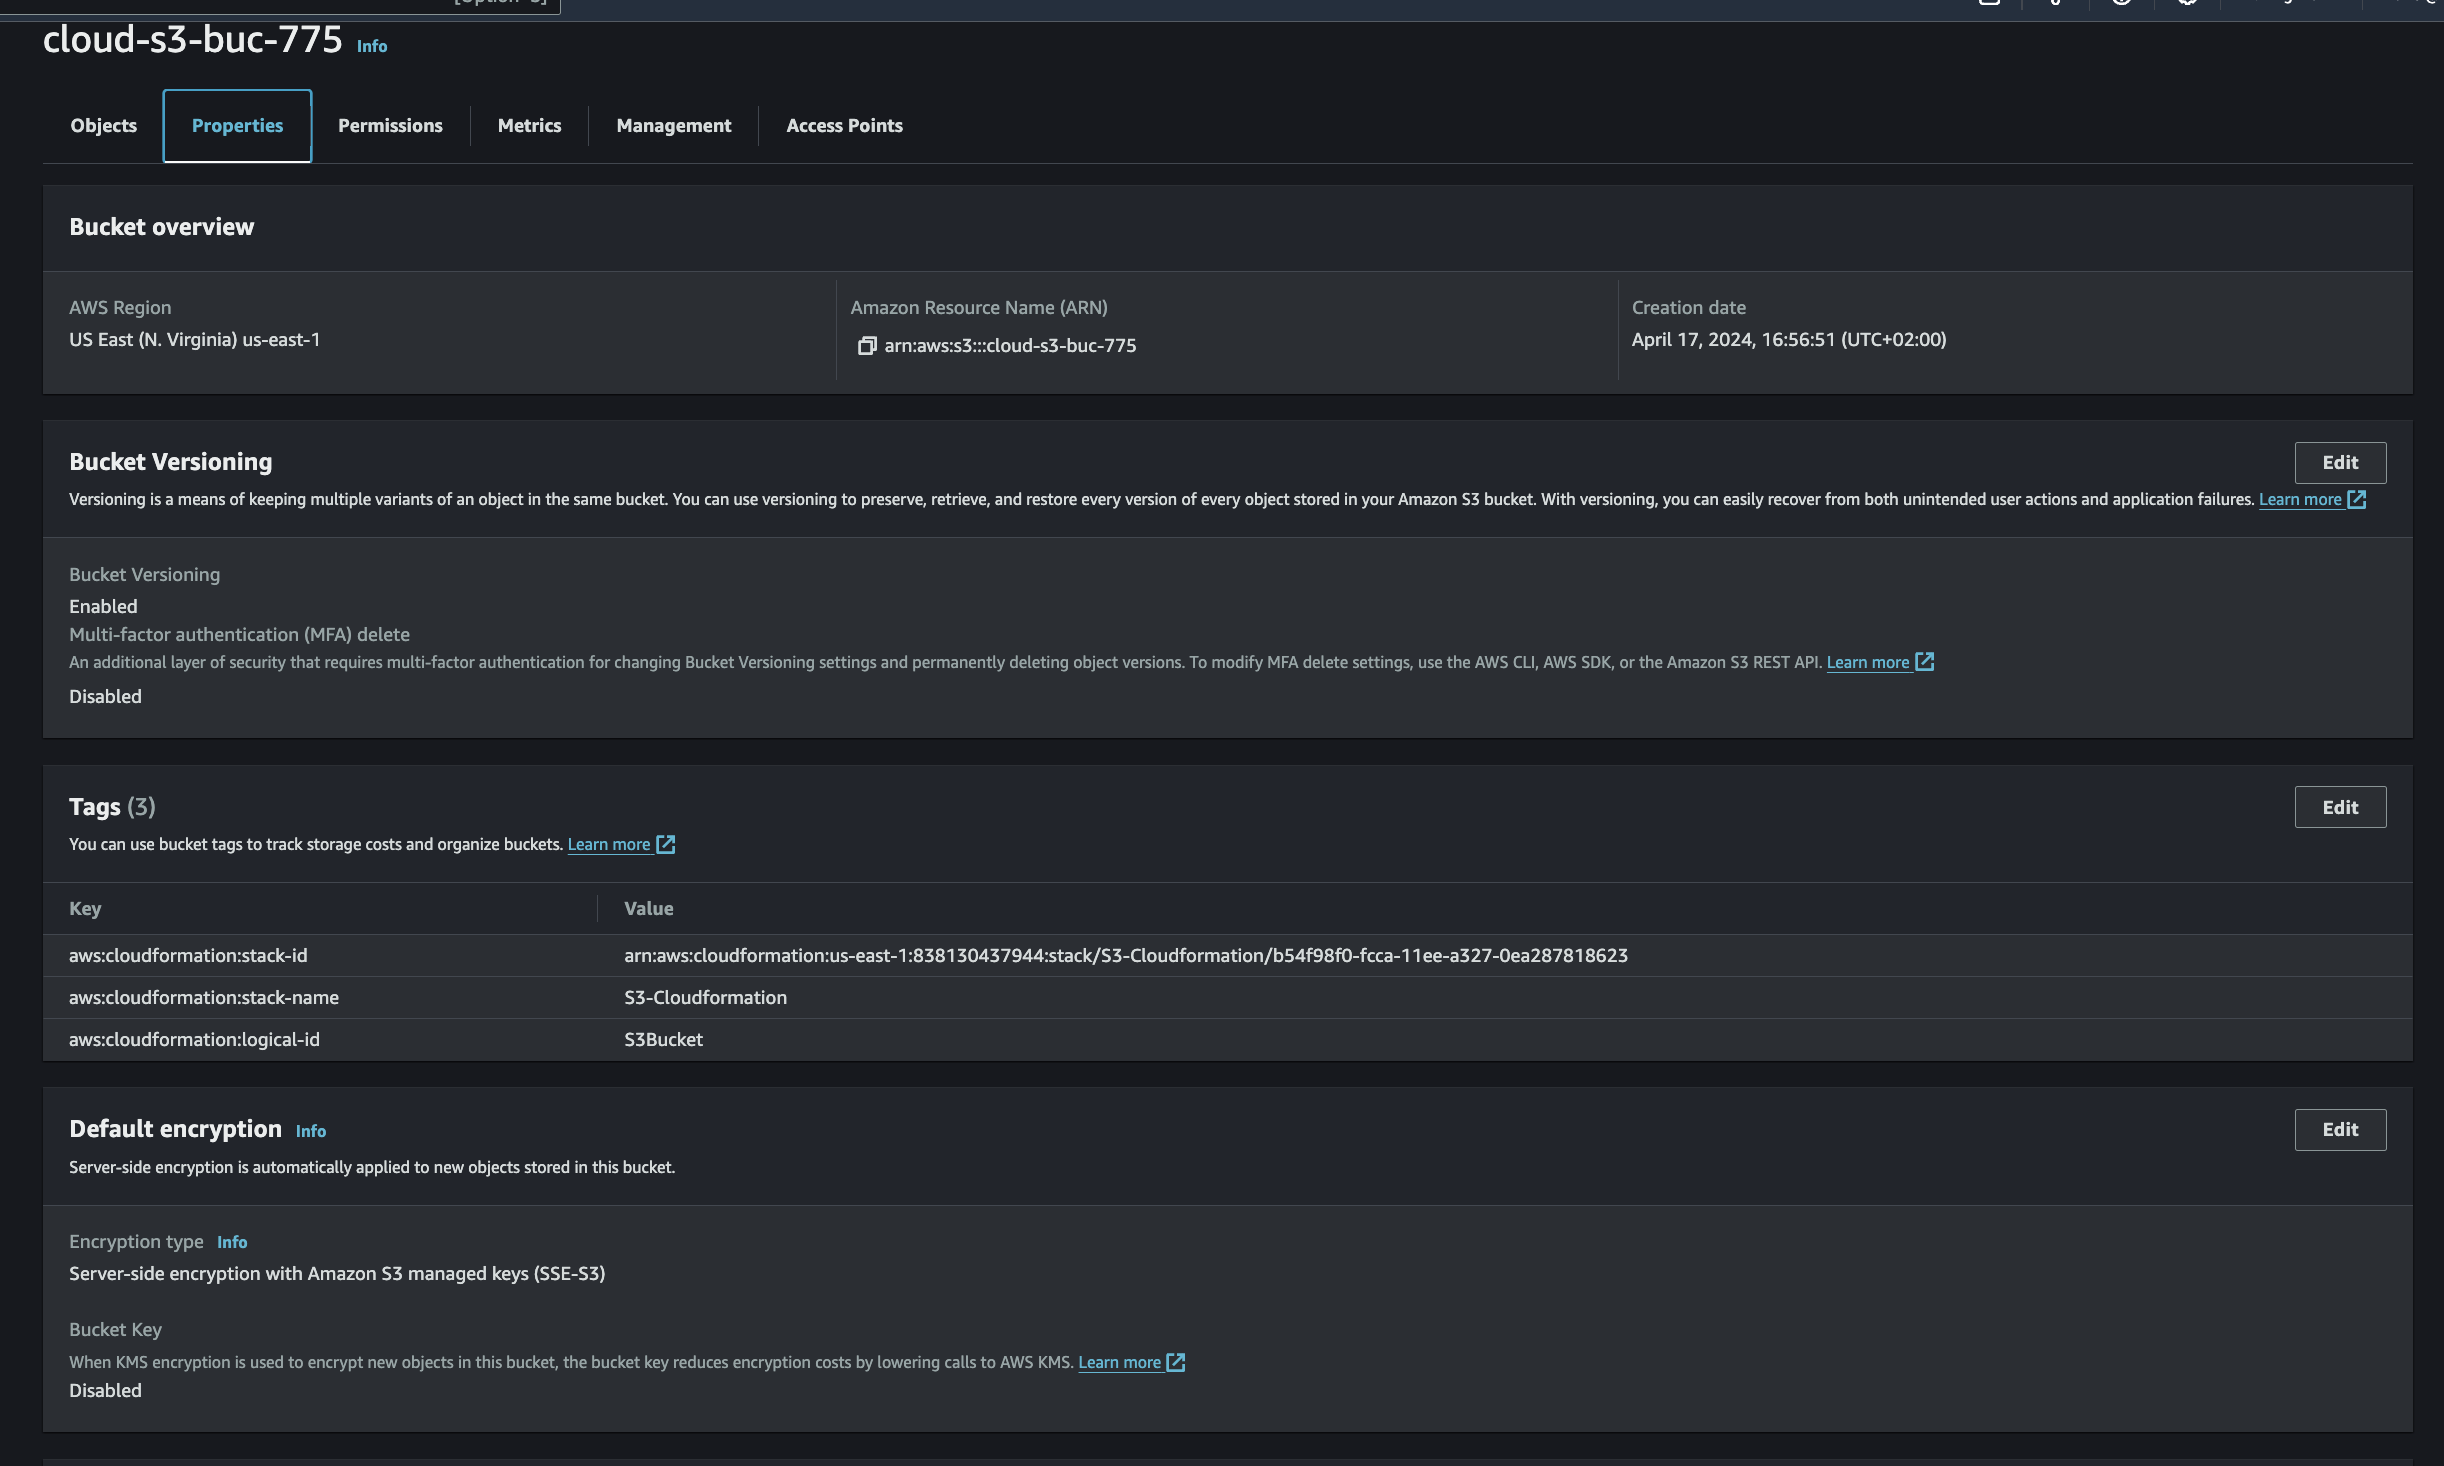 cloud-s3-buc-775 Info
Objects Properties Permissions Metrics Management Access Points
Bucket overview
AWS Region
US East (N. Virginia) us-east-1
Amazon Resource Name (ARN)
arn:aws:s3:::cloud-s3-buc-775
Creation date
April 17, 2024, 16:56:51 (UTC+02:00)
Bucket Versioning
Edit
Versioning is a means of keeping multiple variants of an object in the same bucket. You can use versioning to preserve, retrieve, and restore every version of every object stored in your Amazon S3 bucket. With versioning, you can easily recover from both unintended user actions and application failures. Learn more
Bucket Versioning
Enabled
Multi-factor authentication (MFA) delete
An additional layer of security that requires multi-factor authentication for changing Bucket Versioning settings and permanently deleting object versions. To modify MFA delete settings, use the AWS CLI, AWS SDK, or the Amazon S3 REST API. Learn more
Disabled
Tags (3)
Edit
You can use bucket tags to track storage costs and organize buckets. Learn more
Key Value
aws:cloudformation:stack-id arn:aws:cloudformation:us-east-1:838130437944:stack/S3-Cloudformation/b54f98f0-fcca-11ee-a327-0ea287818623
aws:cloudformation:stack-name S3-Cloudformation
aws:cloudformation:logical-id S3Bucket
Default encryption Info
Edit
Server-side encryption is automatically applied to new objects stored in this bucket.
Encryption type Info
Server-side encryption with Amazon S3 managed keys (SSE-S3)
Bucket Key
When KMS encryption is used to encrypt new objects in this bucket, the bucket key reduces encryption costs by lowering calls to AWS KMS. Learn more
Disabled